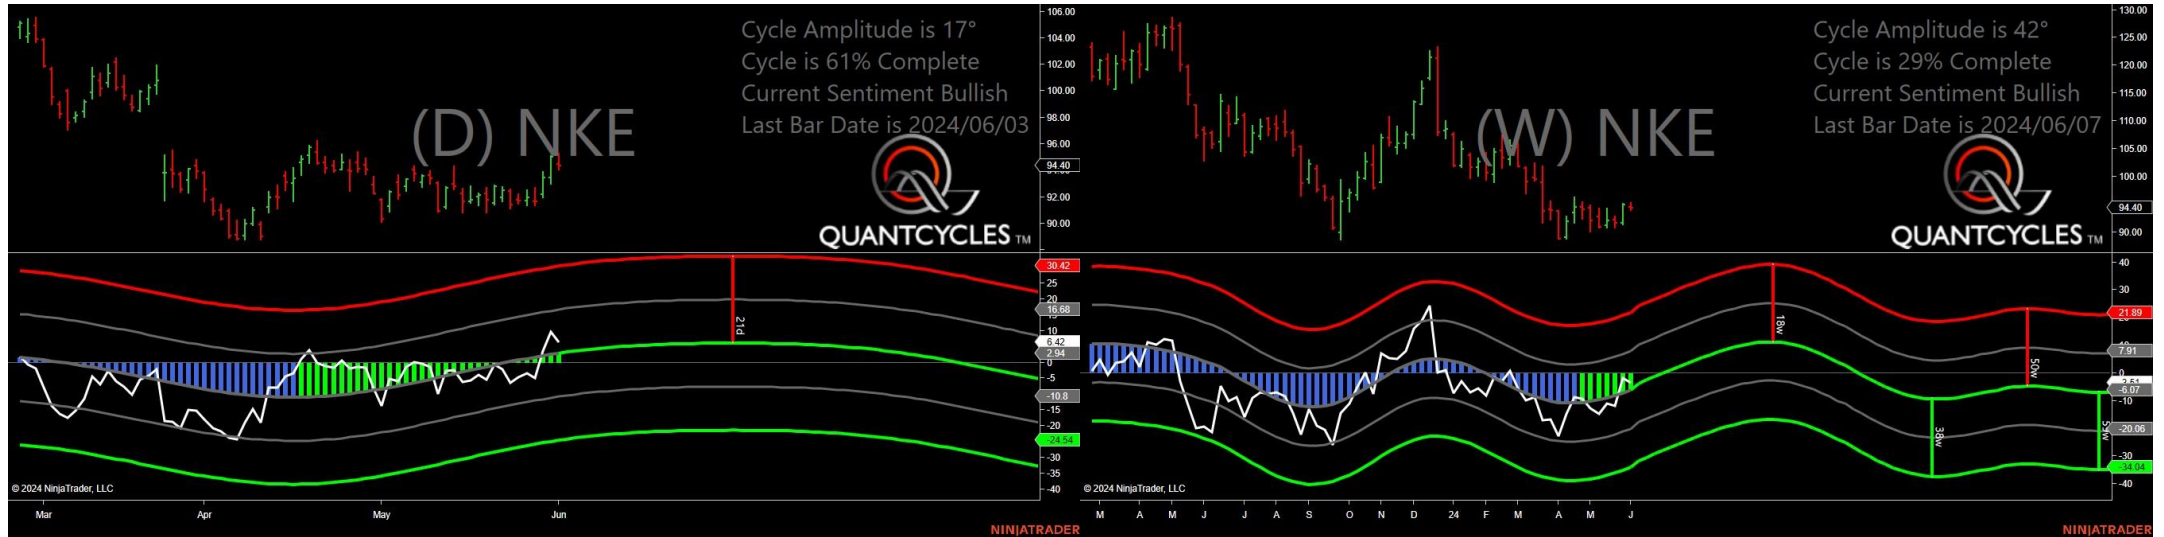 Cycle Amplitude is 17°
Cycle is 61% Complete
Current Sentiment Bullish
Last Bar Date is 2024/06/03
(D) NKE
QUANTCYCLES TM
106.00
104.00
102.00
100.00
98.00
96.00
94.40
92.00
90.00
30.42
25
20
16.68
10
6.42
2.94
0
-5
-10.8
-15
-20
-24.54
-30
-35
-40
21d
© 2024 NinjaTrader, LLC
Mar Apr May Jun
NINJATRADER
Cycle Amplitude is 42°
Cycle is 29% Complete
Current Sentiment Bullish
Last Bar Date is 2024/06/07
(W) NKE
QUANTCYCLES TM
130.00
125.00
120.00
115.00
110.00
105.00
100.00
94.40
90.00
40
30
21.89
7.91
0
-6.07
-10
-20.06
-30
-34.04
-40
18w
38w
50w
© 2024 NinjaTrader, LLC
M A M J J A S O N D 24 F M A M J
NINJATRADER